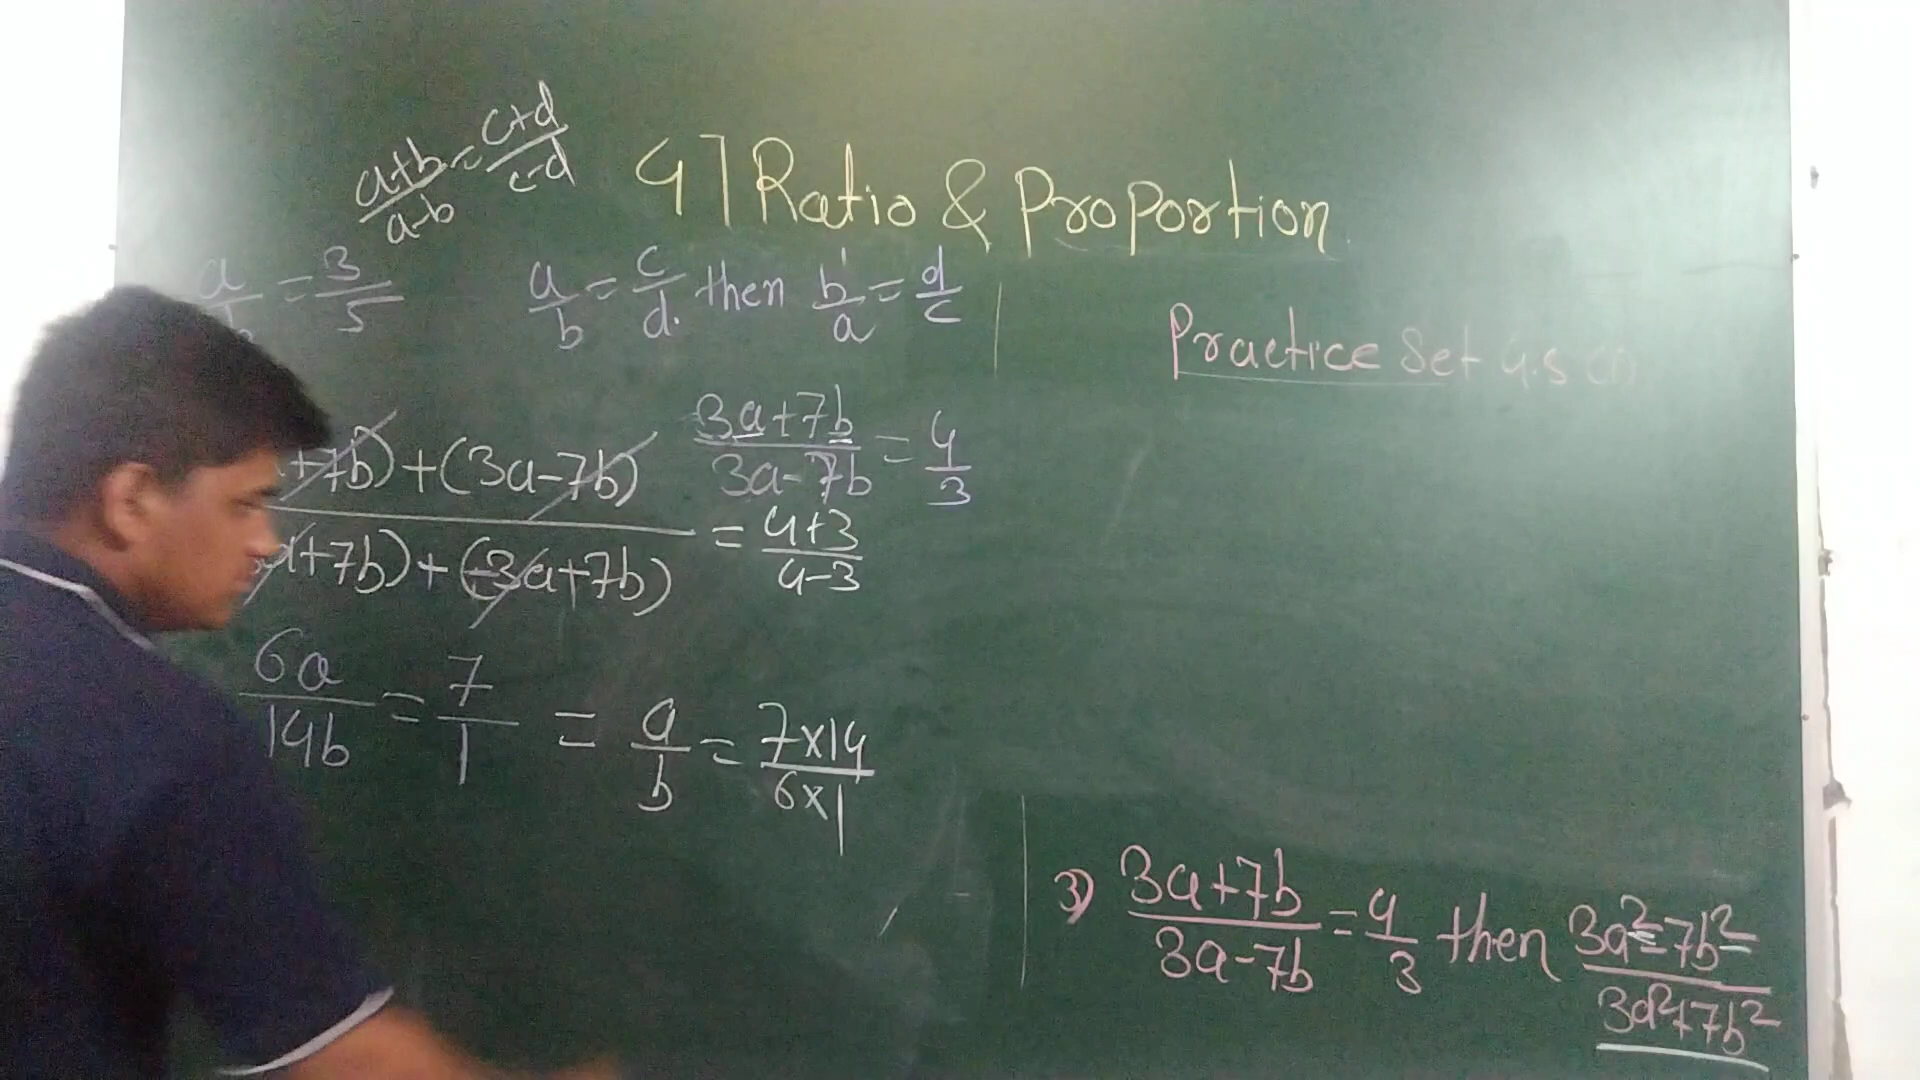 (a+b)/(a-b) = (c+d)/(c-d)
4] Ratio & Proportion
a/b = 3/5
a/b = c/d. then b/a = d/c
Practice Set 4.5
(3a+7b)/(3a-7b) = 4/3
+7b)+(3a-7b)
a+7b)+(-3a+7b)
= (4+3)/(4-3)
6a/14b = 7/1 = a/b = (7×14)/(6×1)
3) (3a+7b)/(3a-7b) = 4/3 then (3a²-7b²)/(3a²+7b²)